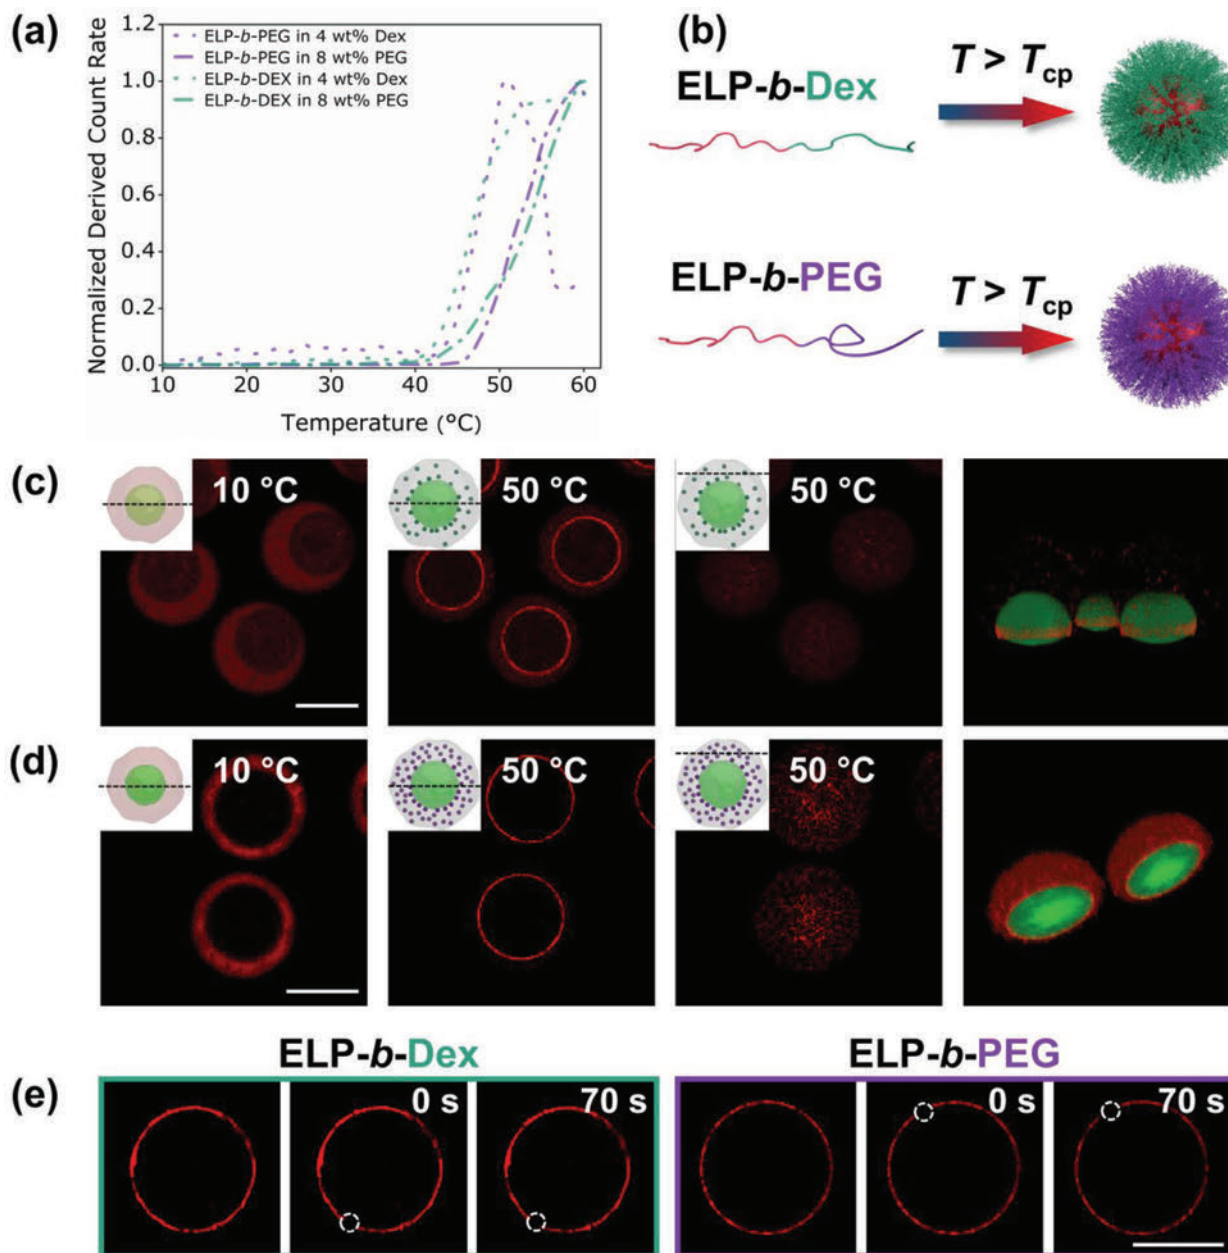 (a)
Normalized Derived Count Rate
1.2
1.0
0.8
0.6
0.4
0.2
0.0
ELP-b-PEG in 4 wt% Dex
ELP-b-PEG in 8 wt% PEG
ELP-b-DEX in 4 wt% Dex
ELP-b-DEX in 8 wt% PEG
10 20 30 40 50 60
Temperature (°C)
(b)
ELP-b-Dex
T > Tcp
ELP-b-PEG
T > Tcp
(c)
10 °C
50 °C
50 °C
(d)
10 °C
50 °C
50 °C
(e)
ELP-b-Dex
0 s
70 s
ELP-b-PEG
0 s
70 s